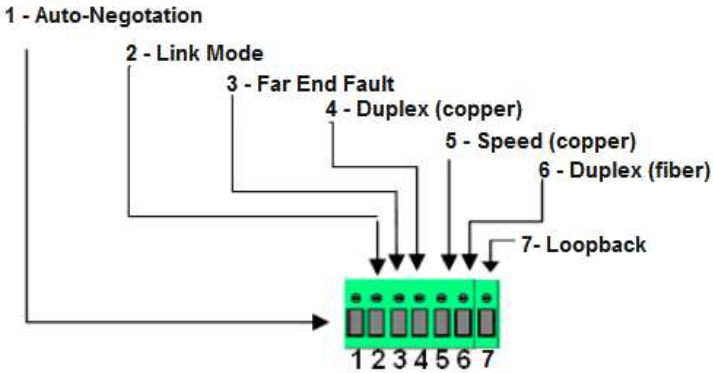 1 - Auto-Negotation
2 - Link Mode
3 - Far End Fault
4 - Duplex (copper)
5 - Speed (copper)
6 - Duplex (fiber)
7- Loopback
1 2 3 4 5 6 7